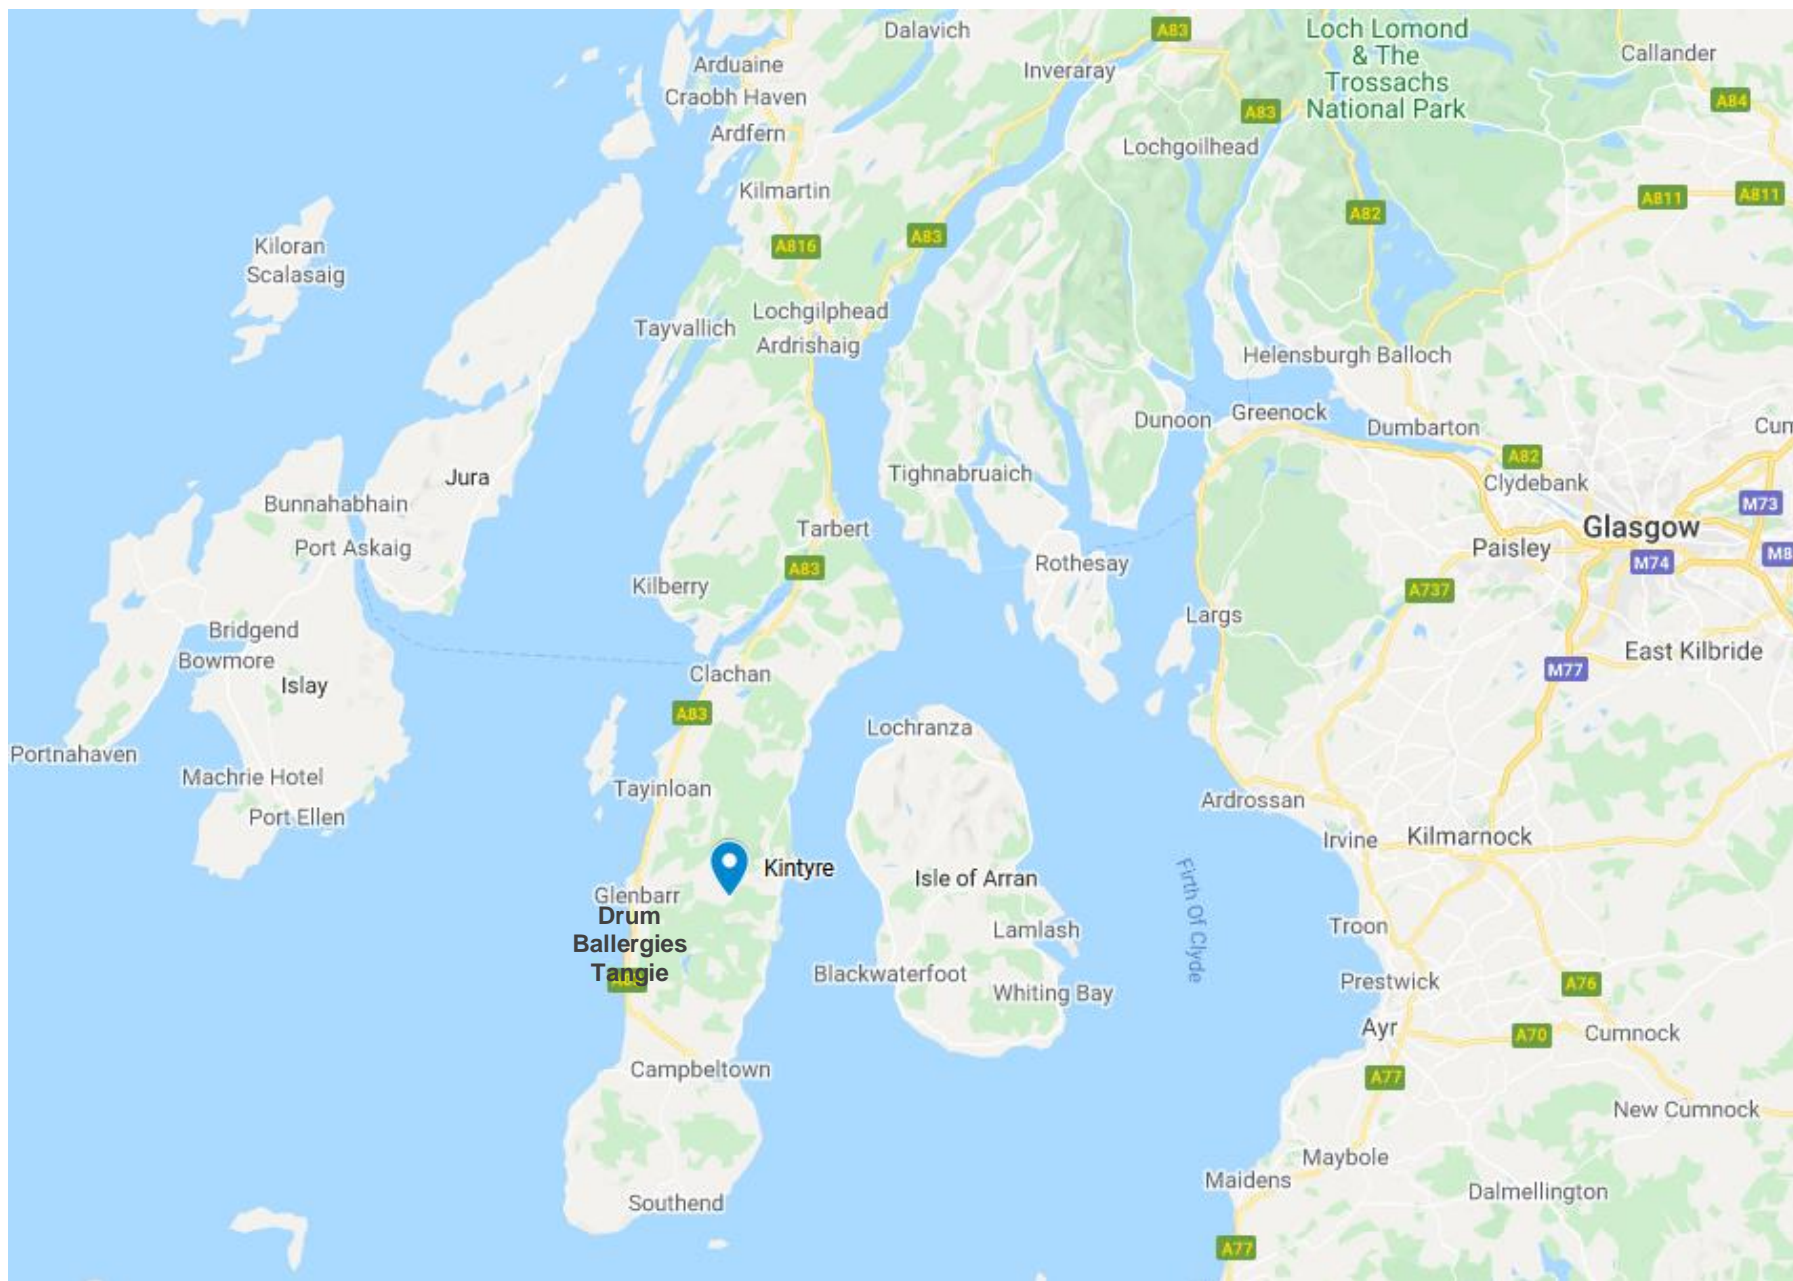 Dalavich
A83
Loch Lomond
& The
Trossachs
National Park
Callander
Arduaine
Inveraray
Craobh Haven
A83
A84
Ardfern
Lochgoilhead
Kilmartin
A811
A811
A82
Kiloran
Scalasaig
A816
A83
Tayvallich
Lochgilphead
Ardrishaig
Helensburgh
Balloch
Dunoon
Greenock
Dumbarton
Cum
A82
Jura
Tighnabruaich
Clydebank
Bunnahabhain
M73
Port Askaig
Tarbert
Glasgow
Paisley
M74
M8
A83
Rothesay
Kilberry
A737
Largs
Bridgend
Bowmore
Islay
East Kilbride
Clachan
M77
A83
Lochranza
Portnahaven
Machrie Hotel
Tayinloan
Port Ellen
Ardrossan
Irvine
Kilmarnock
Kintyre
Isle of Arran
Firth Of Clyde
Glenbarr
Drum
Ballergies
Tangie
Lamlash
Troon
Blackwaterfoot
Whiting Bay
Prestwick
A76
Ayr
A70
Cumnock
Campbeltown
A77
New Cumnock
Maybole
Maidens
Dalmellington
Southend
A77